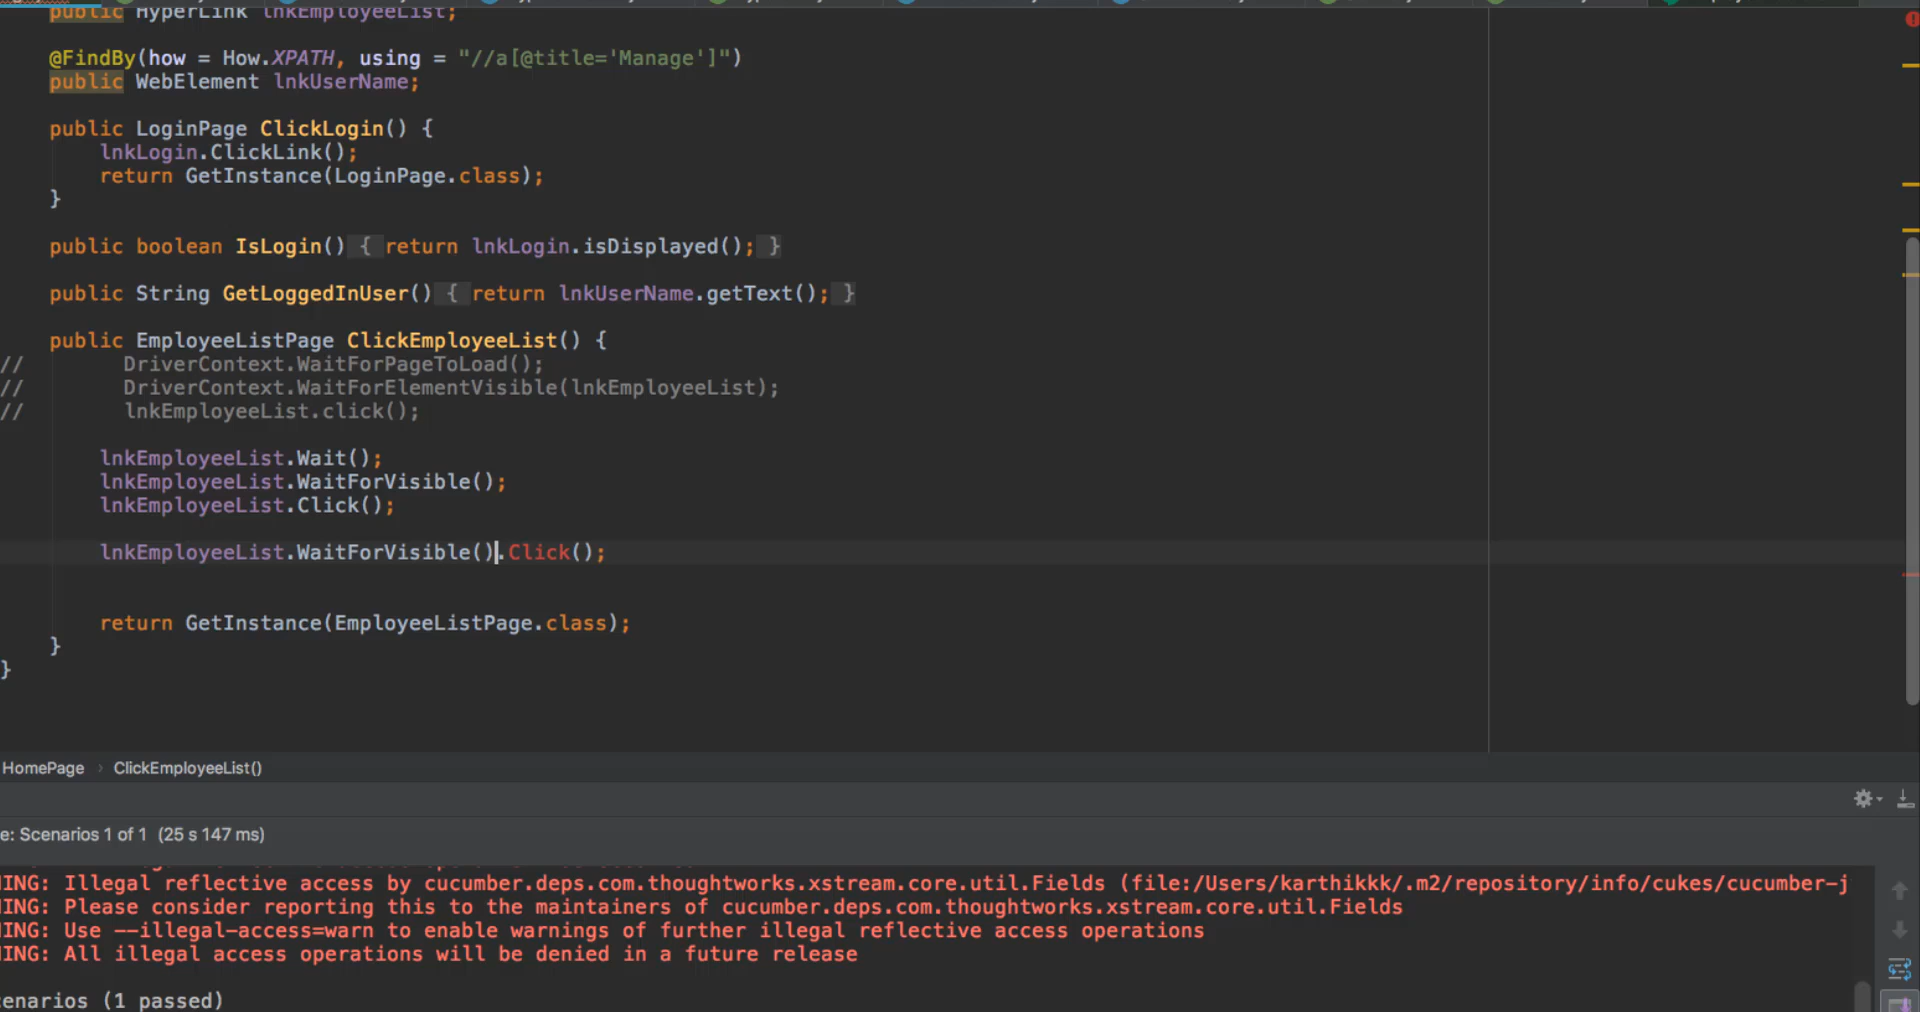 public HyperLink lnkEmployeeList;
@FindBy(how = How.XPATH, using = "//a[@title='Manage']")
public WebElement lnkUserName;
public LoginPage ClickLogin() {
lnkLogin.ClickLink();
return GetInstance(LoginPage.class);
}
public boolean IsLogin() { return lnkLogin.isDisplayed(); }
public String GetLoggedInUser() { return lnkUserName.getText(); }
public EmployeeListPage ClickEmployeeList() {
// DriverContext.WaitForPageToLoad();
// DriverContext.WaitForElementVisible(lnkEmployeeList);
// lnkEmployeeList.click();
lnkEmployeeList.Wait();
lnkEmployeeList.WaitForVisible();
lnkEmployeeList.Click();
lnkEmployeeList.WaitForVisible().Click();
return GetInstance(EmployeeListPage.class);
}
}
HomePage › ClickEmployeeList()
e: Scenarios 1 of 1 (25 s 147 ms)
ING: Illegal reflective access by cucumber.deps.com.thoughtworks.xstream.core.util.Fields (file:/Users/karthikkk/.m2/repository/info/cukes/cucumber-j
ING: Please consider reporting this to the maintainers of cucumber.deps.com.thoughtworks.xstream.core.util.Fields
ING: Use --illegal-access=warn to enable warnings of further illegal reflective access operations
ING: All illegal access operations will be denied in a future release
enarios (1 passed)